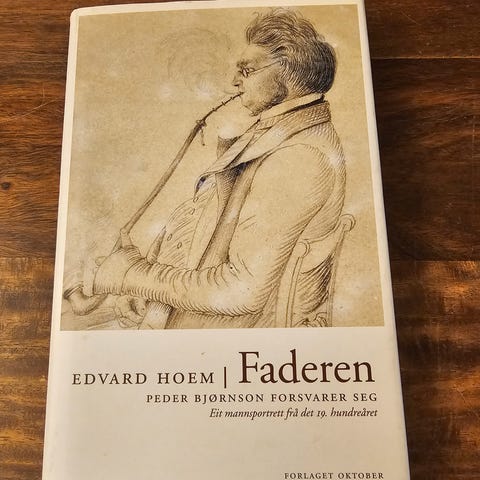 EDVARD HOEM | Faderen
PEDER BJØRNSON FORSVARER SEG
Eit mannsportrett frå det 19. hundreåret
FORLAGET OKTOBER